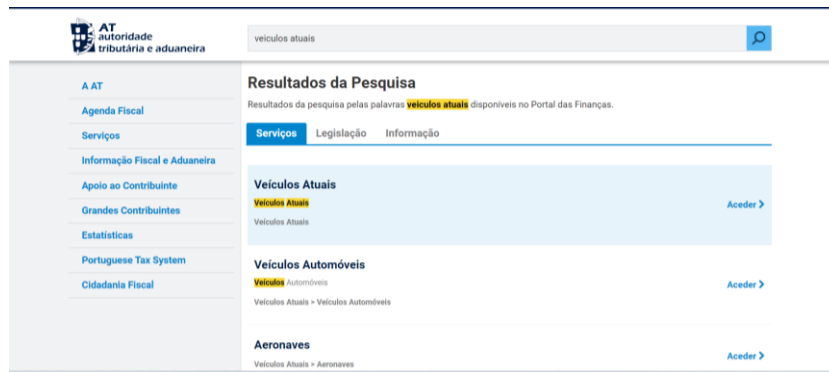 AT
autoridade
tributária e aduaneira
veiculos atuais
A AT
Agenda Fiscal
Serviços
Informação Fiscal e Aduaneira
Apoio ao Contribuinte
Grandes Contribuintes
Estatísticas
Portuguese Tax System
Cidadania Fiscal
Resultados da Pesquisa
Resultados da pesquisa pelas palavras veiculos atuais disponíveis no Portal das Finanças.
Serviços Legislação Informação
Veículos Atuais
Veículos Atuais
Aceder
Veículos Atuais
Veículos Automóveis
Veículos Automóveis
Aceder
Veículos Atuais > Veículos Automóveis
Aeronaves
Aceder
Veículos Atuais > Aeronaves